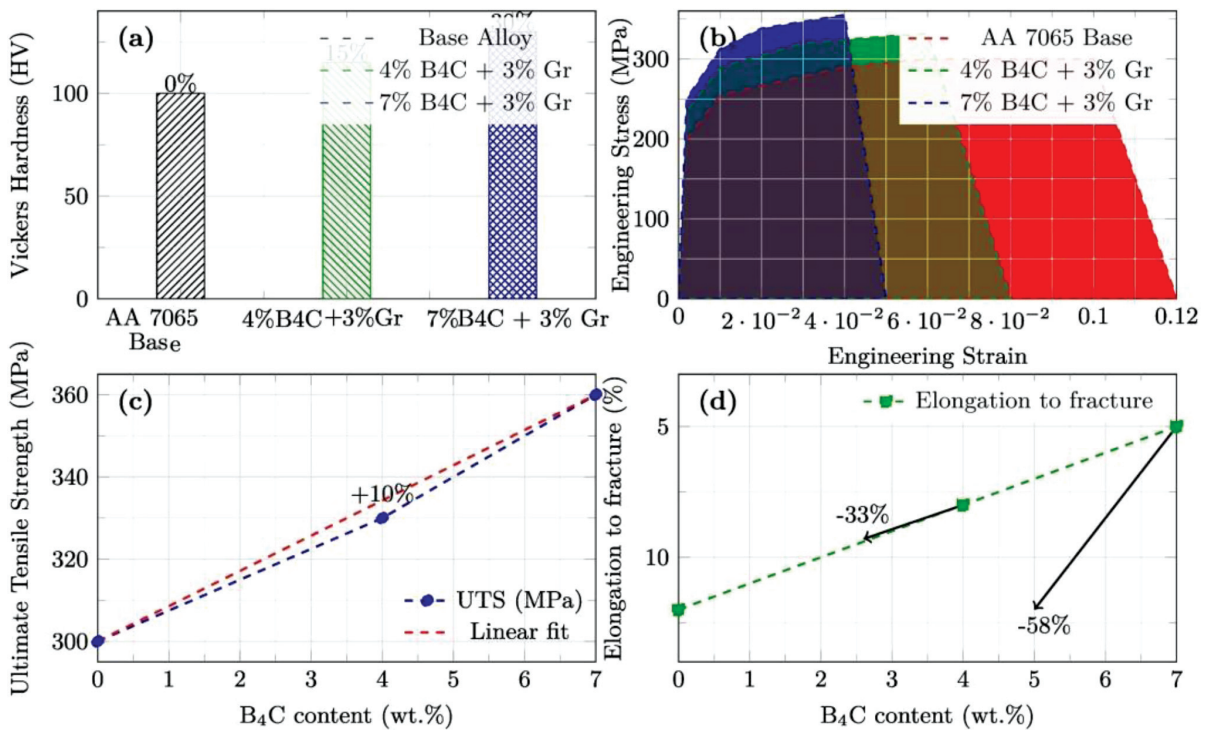 (a)
Vickers Hardness (HV)
100
50
0
0%
15%
Base Alloy
4% B4C + 3% Gr
7% B4C + 3% Gr
AA 7065
Base
4%B4C+3%Gr
7%B4C + 3% Gr
(b)
Engineering Stress (MPa)
300
200
100
0
AA 7065 Base
4% B4C + 3% Gr
7% B4C + 3% Gr
0 2 · 10⁻² 4 · 10⁻² 6 · 10⁻² 8 · 10⁻² 0.1 0.12
Engineering Strain
(c)
Ultimate Tensile Strength (MPa)
360
340
320
300
+10%
UTS (MPa)
Linear fit
0 1 2 3 4 5 6 7
B₄C content (wt.%)
(d)
Elongation to fracture (%)
5
10
Elongation to fracture
-33%
-58%
0 1 2 3 4 5 6 7
B₄C content (wt.%)